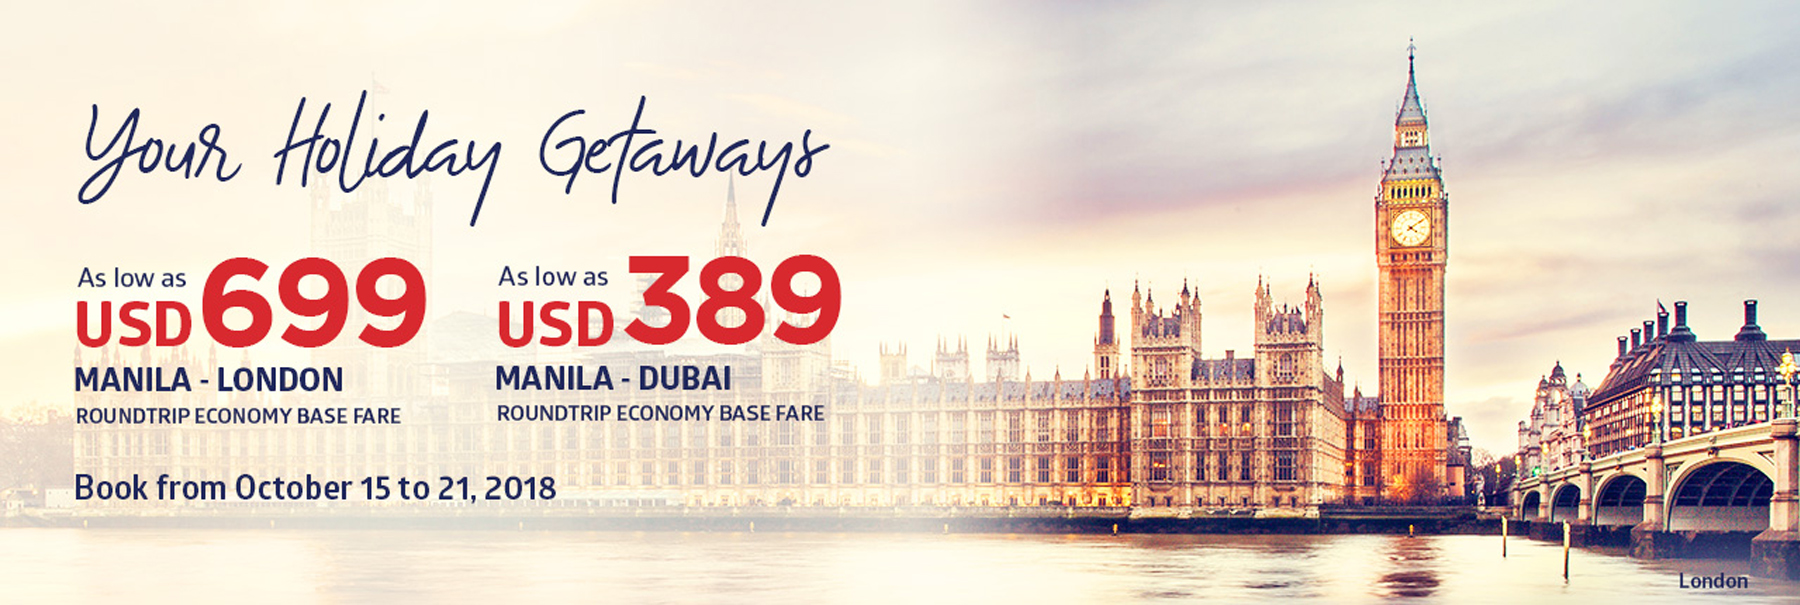 Your Holiday Getaways
As low as
USD 699
MANILA - LONDON
ROUNDTRIP ECONOMY BASE FARE
As low as
USD 389
MANILA - DUBAI
ROUNDTRIP ECONOMY BASE FARE
Book from October 15 to 21, 2018
London